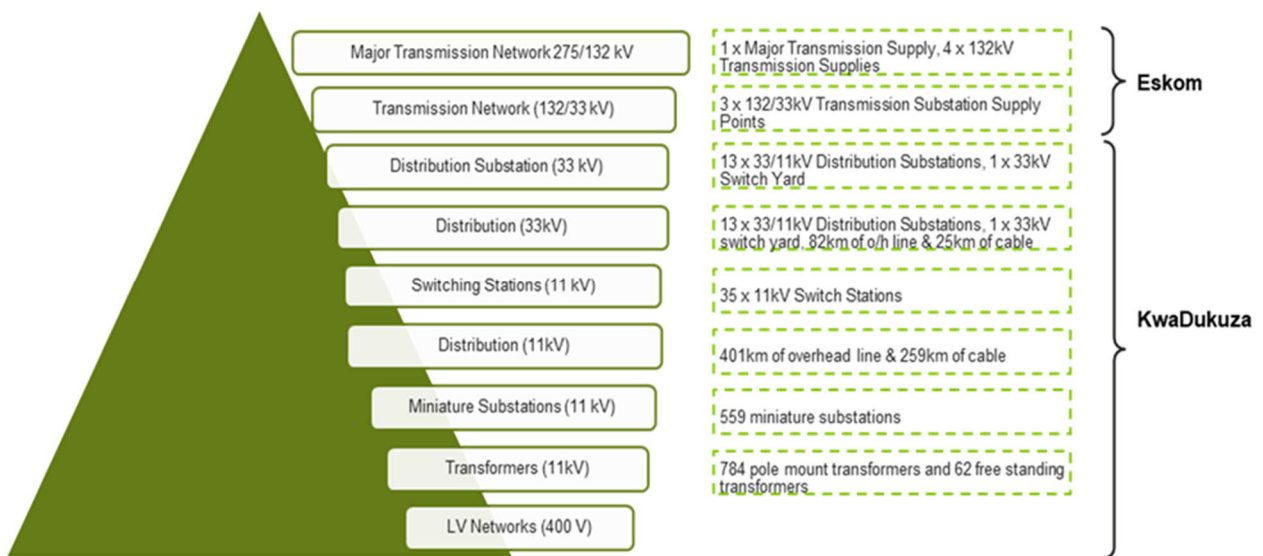 Major Transmission Network 275/132 kV
1 x Major Transmission Supply, 4 x 132kV
Transmission Supplies
Eskom
Transmission Network (132/33 kV)
3 x 132/33kV Transmission Substation Supply
Points
Distribution Substation (33 kV)
13 x 33/11kV Distribution Substations, 1 x 33kV
Switch Yard
Distribution (33kV)
13 x 33/11kV Distribution Substations, 1 x 33kV
switch yard, 82km of o/h line & 25km of cable
Switching Stations (11 kV)
35 x 11kV Switch Stations
KwaDukuza
Distribution (11kV)
401km of overhead line & 259km of cable
Miniature Substations (11 kV)
559 miniature substations
Transformers (11kV)
784 pole mount transformers and 62 free standing
transformers
LV Networks (400 V)